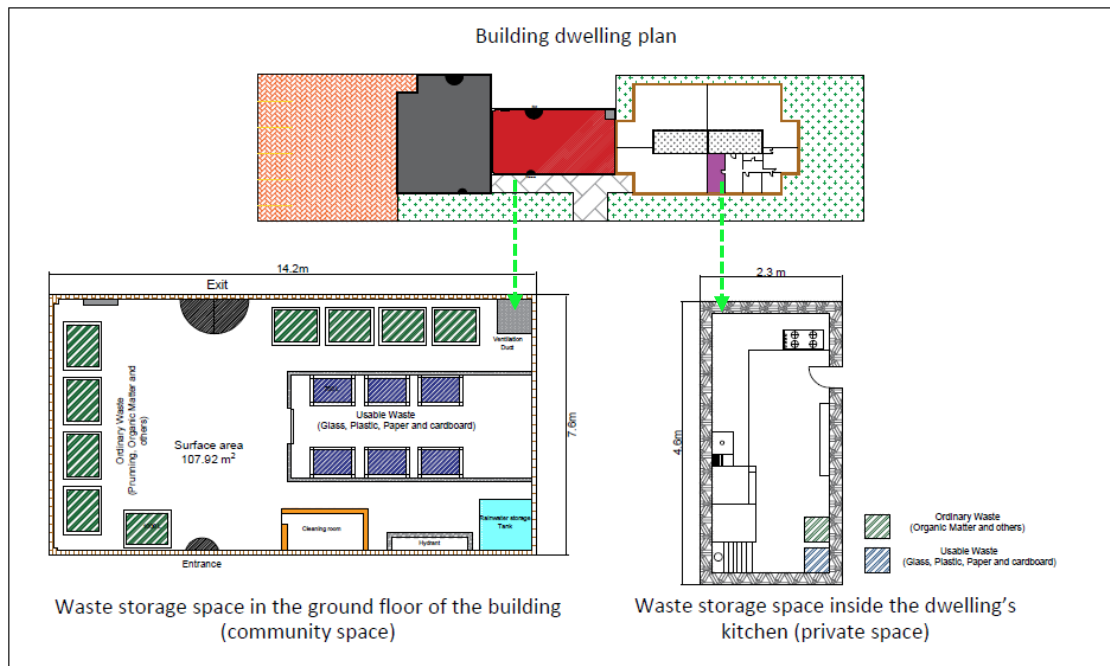 Building dwelling plan
14.2m
Exit
Ventilation
Duct
7.6m
Ordinary Waste
(Prunning, Organic Matter and
others)
Usable Waste
(Glass, Plastic, Paper and cardboard)
Surface area
107.92 m²
Cleaning room
Hydrant
Rainwater storage
Tank
Entrance
2.3 m
4.6m
Ordinary Waste
(Organic Matter and others)
Usable Waste
(Glass, Plastic, Paper and cardboard)
Waste storage space in the ground floor of the building
(community space)
Waste storage space inside the dwelling's
kitchen (private space)